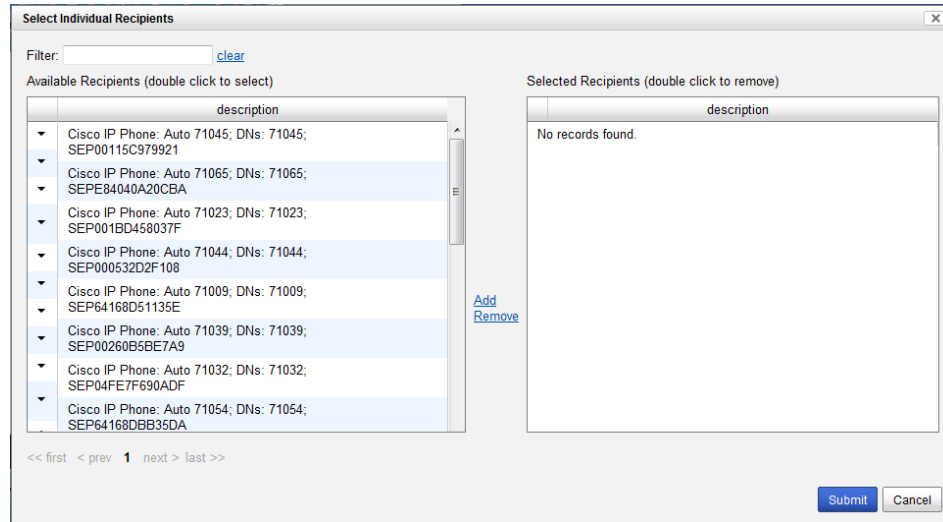 Select Individual Recipients
Filter: clear
Available Recipients (double click to select)
Selected Recipients (double click to remove)
description
description
Cisco IP Phone: Auto 71045; DNs: 71045;
SEP00115C979921
No records found.
Cisco IP Phone: Auto 71065; DNs: 71065;
SEPE84040A20CBA
Cisco IP Phone: Auto 71023; DNs: 71023;
SEP001BD458037F
Cisco IP Phone: Auto 71044; DNs: 71044;
SEP000532D2F108
Cisco IP Phone: Auto 71009; DNs: 71009;
SEP64168D51135E
Add
Remove
Cisco IP Phone: Auto 71039; DNs: 71039;
SEP00260B5BE7A9
Cisco IP Phone: Auto 71032; DNs: 71032;
SEP04FE7F690ADF
Cisco IP Phone: Auto 71054; DNs: 71054;
SEP64168DBB35DA
<< first < prev 1 next > last >>
Submit Cancel